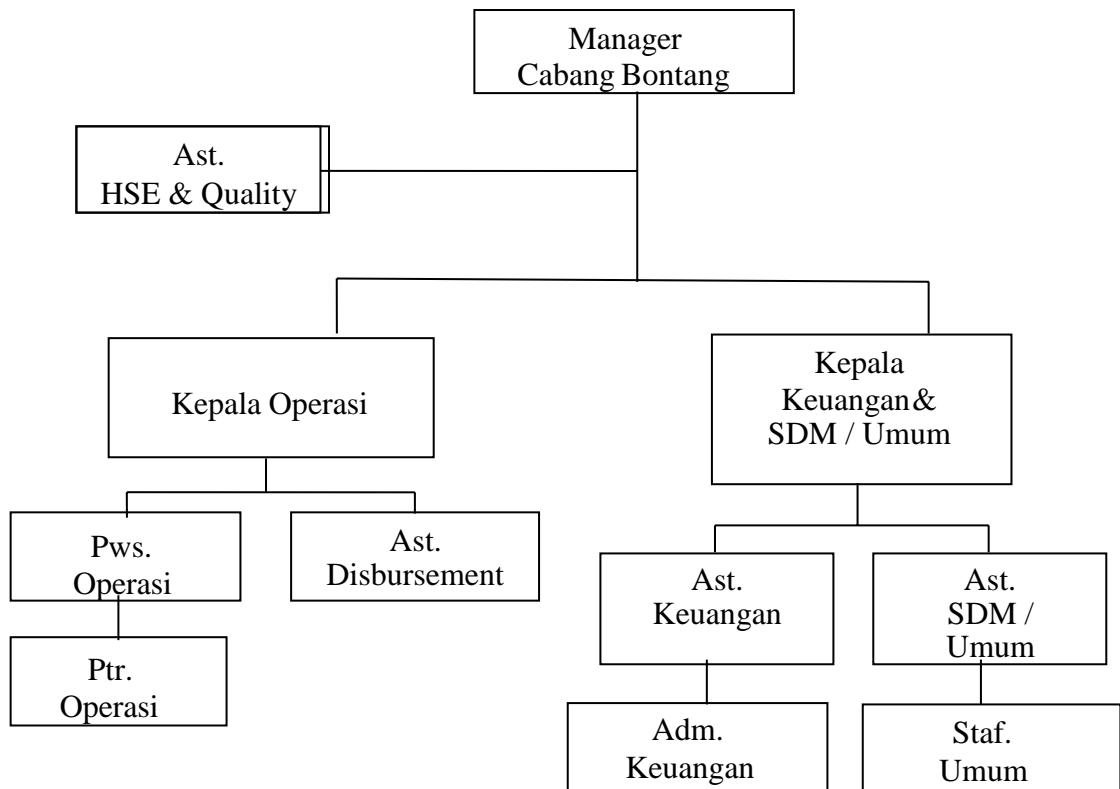 Manager
Cabang Bontang
Ast.
HSE & Quality
Kepala Operasi
Kepala
Keuangan&
SDM / Umum
Pws.
Operasi
Ast.
Disbursement
Ast.
Keuangan
Ast.
SDM /
Umum
Ptr.
Operasi
Adm.
Keuangan
Staf.
Umum